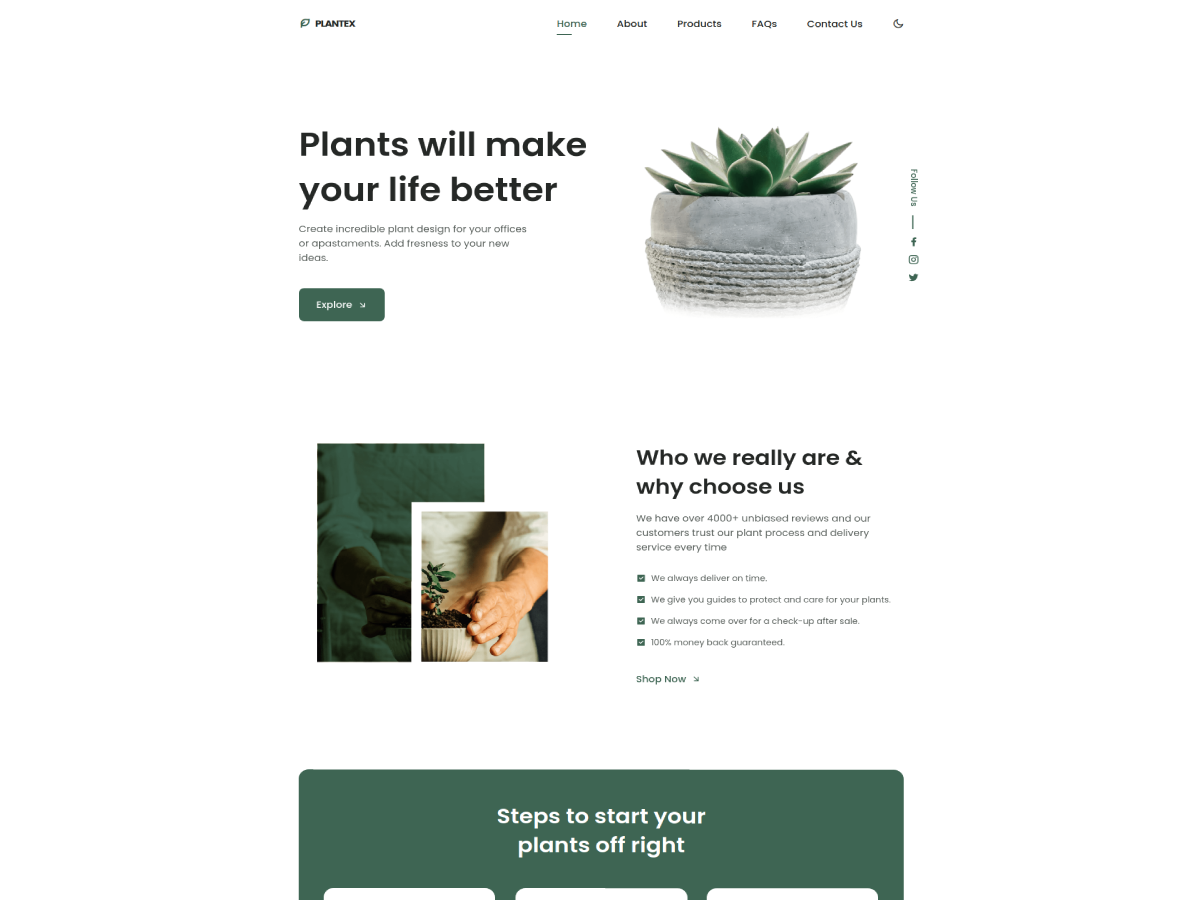 PLANTEX
Home
About
Products
FAQs
Contact Us
Plants will make
your life better
Create incredible plant design for your offices
or apastaments. Add fresness to your new
ideas.
Explore
Follow Us
Who we really are &
why choose us
We have over 4000+ unbiased reviews and our
customers trust our plant process and delivery
service every time
We always deliver on time.
We give you guides to protect and care for your plants.
We always come over for a check-up after sale.
100% money back guaranteed.
Shop Now
Steps to start your
plants off right